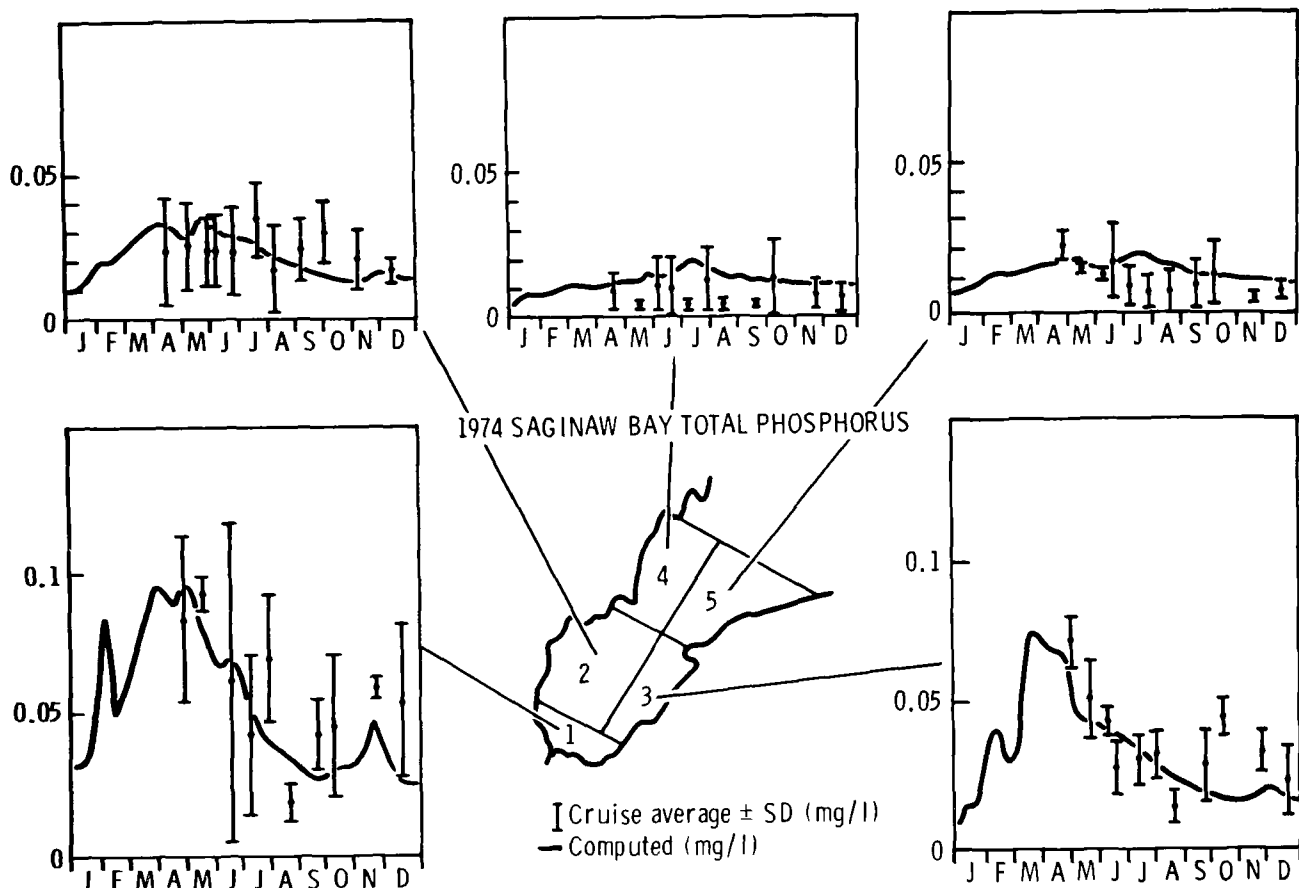 0.05
0
J F M A M J J A S O N D
0.05
0
J F M A M J J A S O N D
0.05
0
J F M A M J J A S O N D
1974 SAGINAW BAY TOTAL PHOSPHORUS
0.1
0.05
0
J F M A M J J A S O N D
4
5
2
3
1
Cruise average ± SD (mg/l)
Computed (mg/l)
0.1
0.05
0
J F M A M J J A S O N D